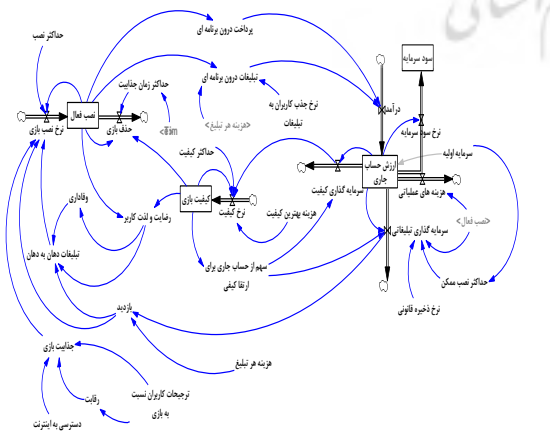 پرداخت درون برنامه ای
حداکثر نصب
سود سرمایه
تبلیغات درون برنامه ای
حداکثر زمان جذابیت
نرخ جذب کاربران به
تبلیغات
درآمد
نصب فعال
نرخ نصب بازی
حذف بازی
<هزینه هر تبلیغ>
نرخ سود سرمایه
حداکثر کیفیت
سرمایه اولیه
ارزش حساب
جاری
وفاداری
کیفیت بازی
سرمایه گذاری کیفیت
هزینه های عملیاتی
رضایت و لذت کاربر
نرخ کیفیت
هزینه بهترین کیفیت
<نصب فعال>
سرمایه گذاری تبلیغاتی
تبلیغات دهان به دهان
سهم از حساب جاری برای
ارتقا کیفی
حداکثر نصب ممکن
بازدید
نرخ ذخیره قانونی
جذابیت بازی
هزینه هر تبلیغ
ترجیحات کاربران نسبت
به بازی
رقابت
دسترسی به اینترنت